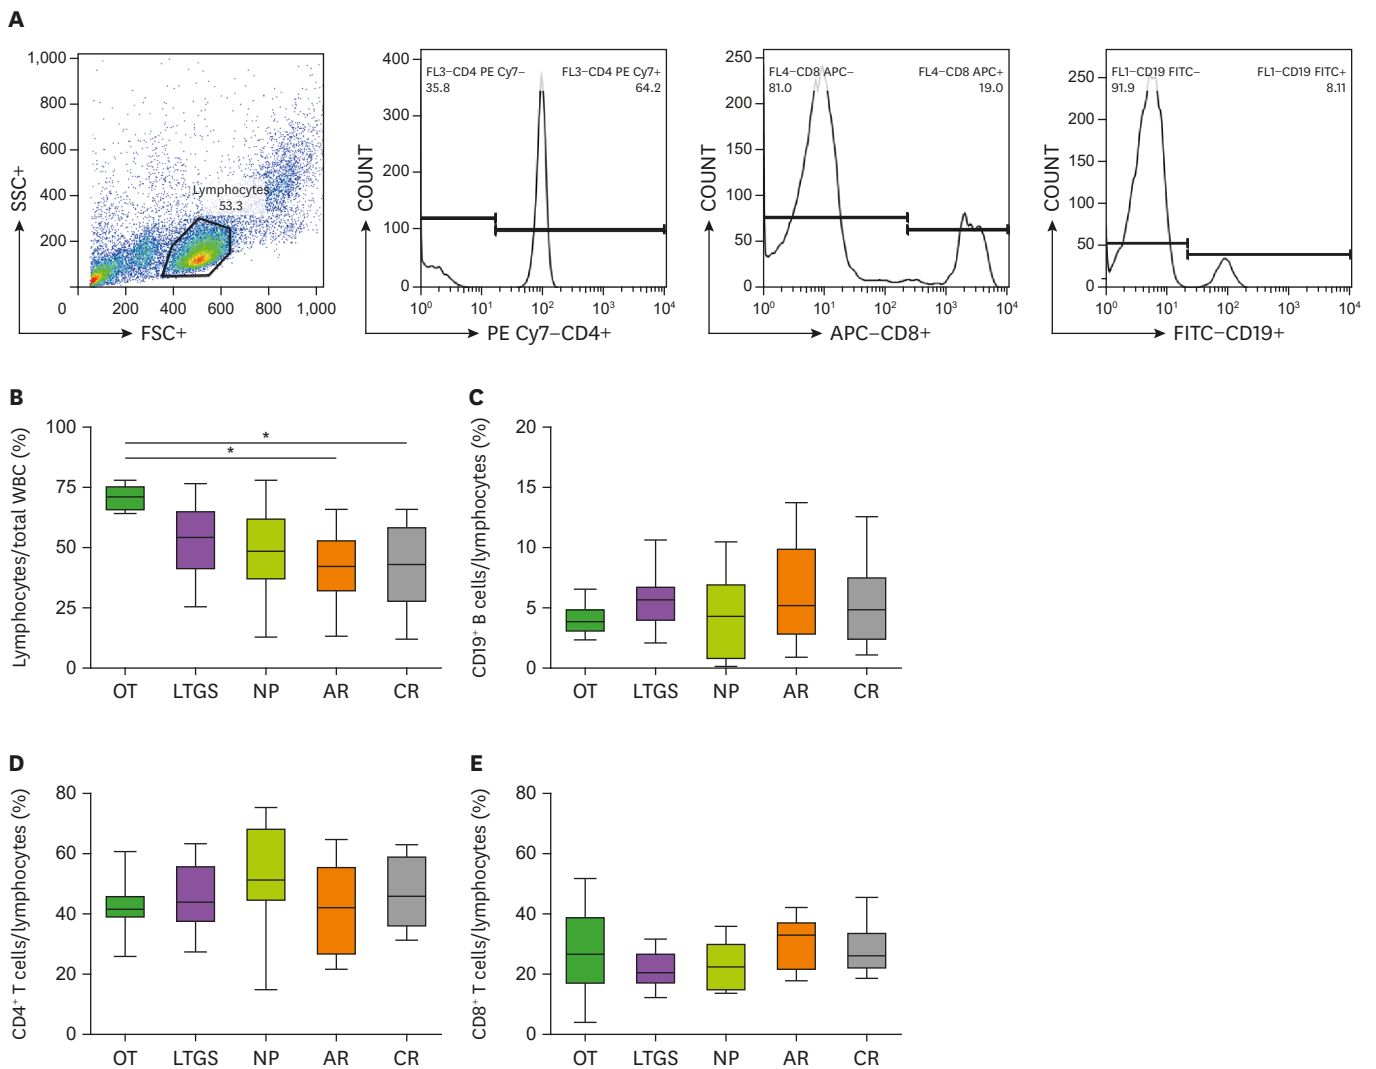 A
1,000
800
600
400
200
0
200
400
600
800
1,000
SSC+
FSC+
Lymphocytes
53.3
400
300
200
100
0
10⁰
10¹
10²
10³
10⁴
COUNT
PE Cy7–CD4+
FL3–CD4 PE Cy7–
35.8
FL3–CD4 PE Cy7+
64.2
250
200
150
100
50
0
10⁰
10¹
10²
10³
10⁴
COUNT
APC–CD8+
FL4–CD8 APC–
81.0
FL4–CD8 APC+
19.0
250
200
150
100
50
0
10⁰
10¹
10²
10³
10⁴
COUNT
FITC–CD19+
FL1–CD19 FITC–
91.9
FL1–CD19 FITC+
8.11
B
Lymphocytes/total WBC (%)
100
75
50
25
0
*
*
OT
LTGS
NP
AR
CR
C
CD19⁺ B cells/lymphocytes (%)
20
15
10
5
0
OT
LTGS
NP
AR
CR
D
CD4⁺ T cells/lymphocytes (%)
80
60
40
20
0
OT
LTGS
NP
AR
CR
E
CD8⁺ T cells/lymphocytes (%)
80
60
40
20
0
OT
LTGS
NP
AR
CR